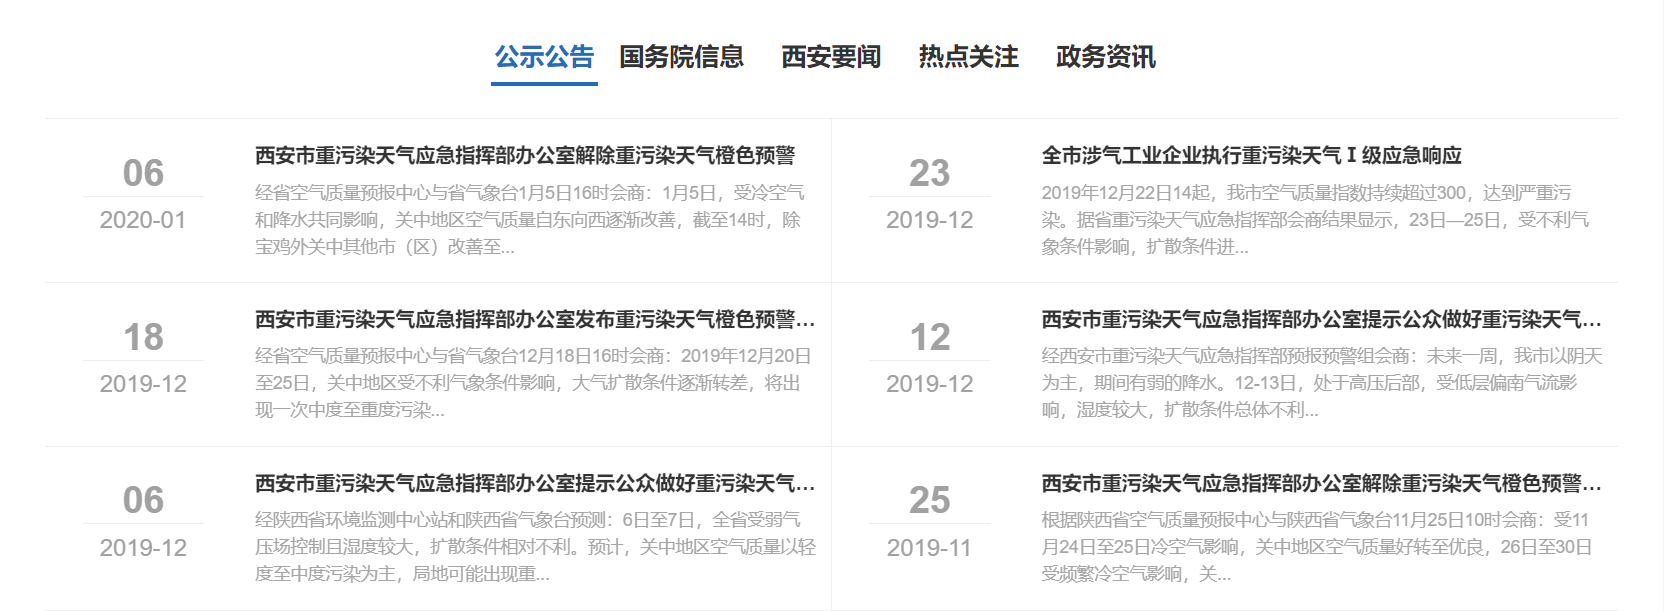 公示公告 国务院信息 西安要闻 热点关注 政务资讯
06
2020-01
西安市重污染天气应急指挥部办公室解除重污染天气橙色预警
经省空气质量预报中心与省气象台1月5日16时会商：1月5日，受冷空气
和降水共同影响，关中地区空气质量自东向西逐渐改善，截至14时，除
宝鸡外关中其他市（区）改善至...
23
2019-12
全市涉气工业企业执行重污染天气Ⅰ级应急响应
2019年12月22日14起，我市空气质量指数持续超过300，达到严重污
染。据省重污染天气应急指挥部会商结果显示，23日—25日，受不利气
象条件影响，扩散条件进...
18
2019-12
西安市重污染天气应急指挥部办公室发布重污染天气橙色预警...
经省空气质量预报中心与省气象台12月18日16时会商：2019年12月20日
至25日，关中地区受不利气象条件影响，大气扩散条件逐渐转差，将出
现一次中度至重度污染...
12
2019-12
西安市重污染天气应急指挥部办公室提示公众做好重污染天气...
经西安市重污染天气应急指挥部预报预警组会商：未来一周，我市以阴天
为主，期间有弱的降水。12-13日，处于高压后部，受低层偏南气流影
响，湿度较大，扩散条件总体不利...
06
2019-12
西安市重污染天气应急指挥部办公室提示公众做好重污染天气...
经陕西省环境监测中心站和陕西省气象台预测：6日至7日，全省受弱气
压场控制且湿度较大，扩散条件相对不利。预计，关中地区空气质量以轻
度至中度污染为主，局地可能出现重...
25
2019-11
西安市重污染天气应急指挥部办公室解除重污染天气橙色预警...
根据陕西省空气质量预报中心与陕西省气象台11月25日10时会商：受11
月24日至25日冷空气影响，关中地区空气质量好转至优良，26日至30日
受频繁冷空气影响，关...